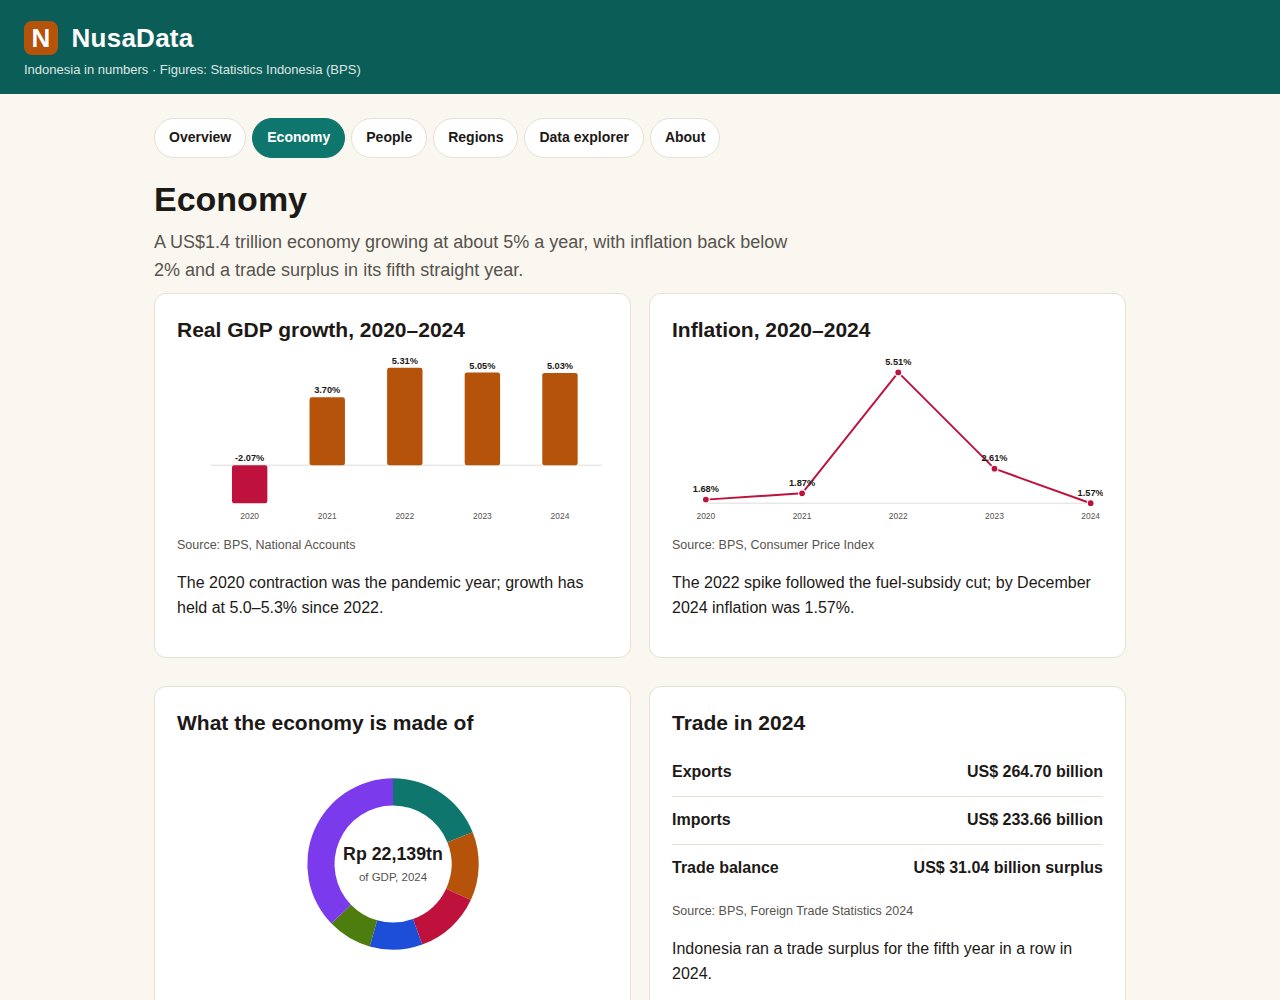 N NusaData
Indonesia in numbers · Figures: Statistics Indonesia (BPS)
Overview Economy People Regions Data explorer About
Economy
A US$1.4 trillion economy growing at about 5% a year, with inflation back below
2% and a trade surplus in its fifth straight year.
Real GDP growth, 2020–2024
-2.07% 3.70% 5.31% 5.05% 5.03%
2020 2021 2022 2023 2024
Source: BPS, National Accounts
The 2020 contraction was the pandemic year; growth has
held at 5.0–5.3% since 2022.
Inflation, 2020–2024
1.68% 1.87% 5.51% 2.61% 1.57%
2020 2021 2022 2023 2024
Source: BPS, Consumer Price Index
The 2022 spike followed the fuel-subsidy cut; by December
2024 inflation was 1.57%.
What the economy is made of
Rp 22,139tn
of GDP, 2024
Trade in 2024
Exports US$ 264.70 billion
Imports US$ 233.66 billion
Trade balance US$ 31.04 billion surplus
Source: BPS, Foreign Trade Statistics 2024
Indonesia ran a trade surplus for the fifth year in a row in
2024.